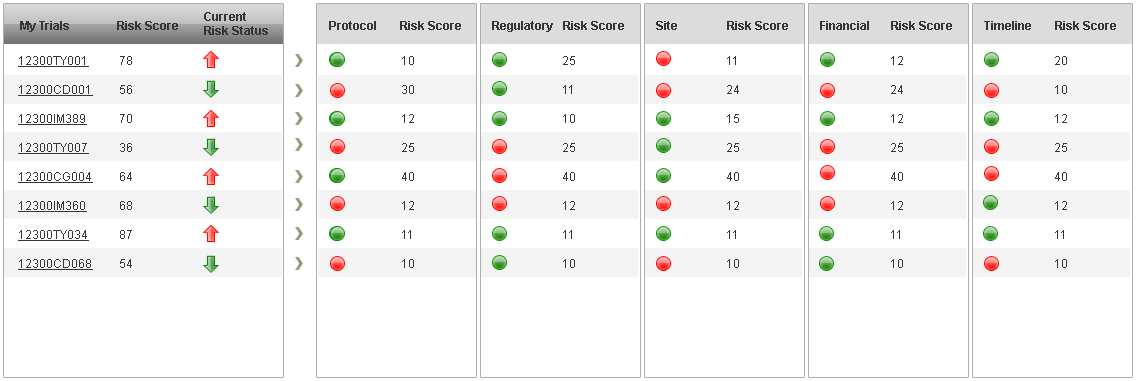 My Trials Risk Score Current Risk Status Protocol Risk Score Regulatory Risk Score Site Risk Score Financial Risk Score Timeline Risk Score
12300TY001 78 10 25 11 12 20
12300CD001 56 30 11 24 24 10
12300IM389 70 12 10 15 12 12
12300TY007 36 25 25 25 25 25
12300CG004 64 40 40 40 40 40
12300IM360 68 12 12 12 12 12
12300TY034 87 11 11 11 11 11
12300CD068 54 10 10 10 10 10